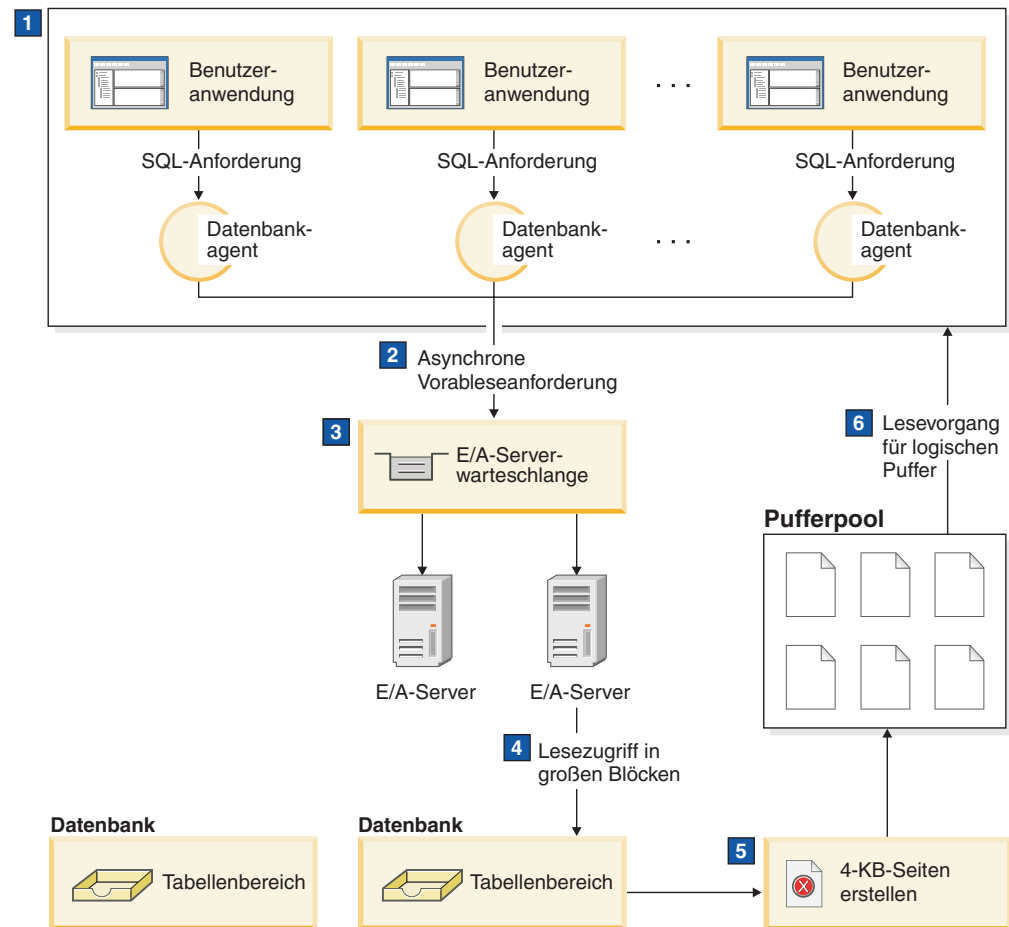 1
Benutzer-
anwendung
Benutzer-
anwendung
. . .
Benutzer-
anwendung
SQL-Anforderung
SQL-Anforderung
SQL-Anforderung
Datenbank-
agent
Datenbank-
agent
. . .
Datenbank-
agent
2
Asynchrone
Vorableseanforderung
3
E/A-Server-
warteschlange
6
Lesevorgang
für logischen
Puffer
Pufferpool
E/A-Server
E/A-Server
4
Lesezugriff in
großen Blöcken
Datenbank
Tabellenbereich
Datenbank
Tabellenbereich
5
4-KB-Seiten
erstellen